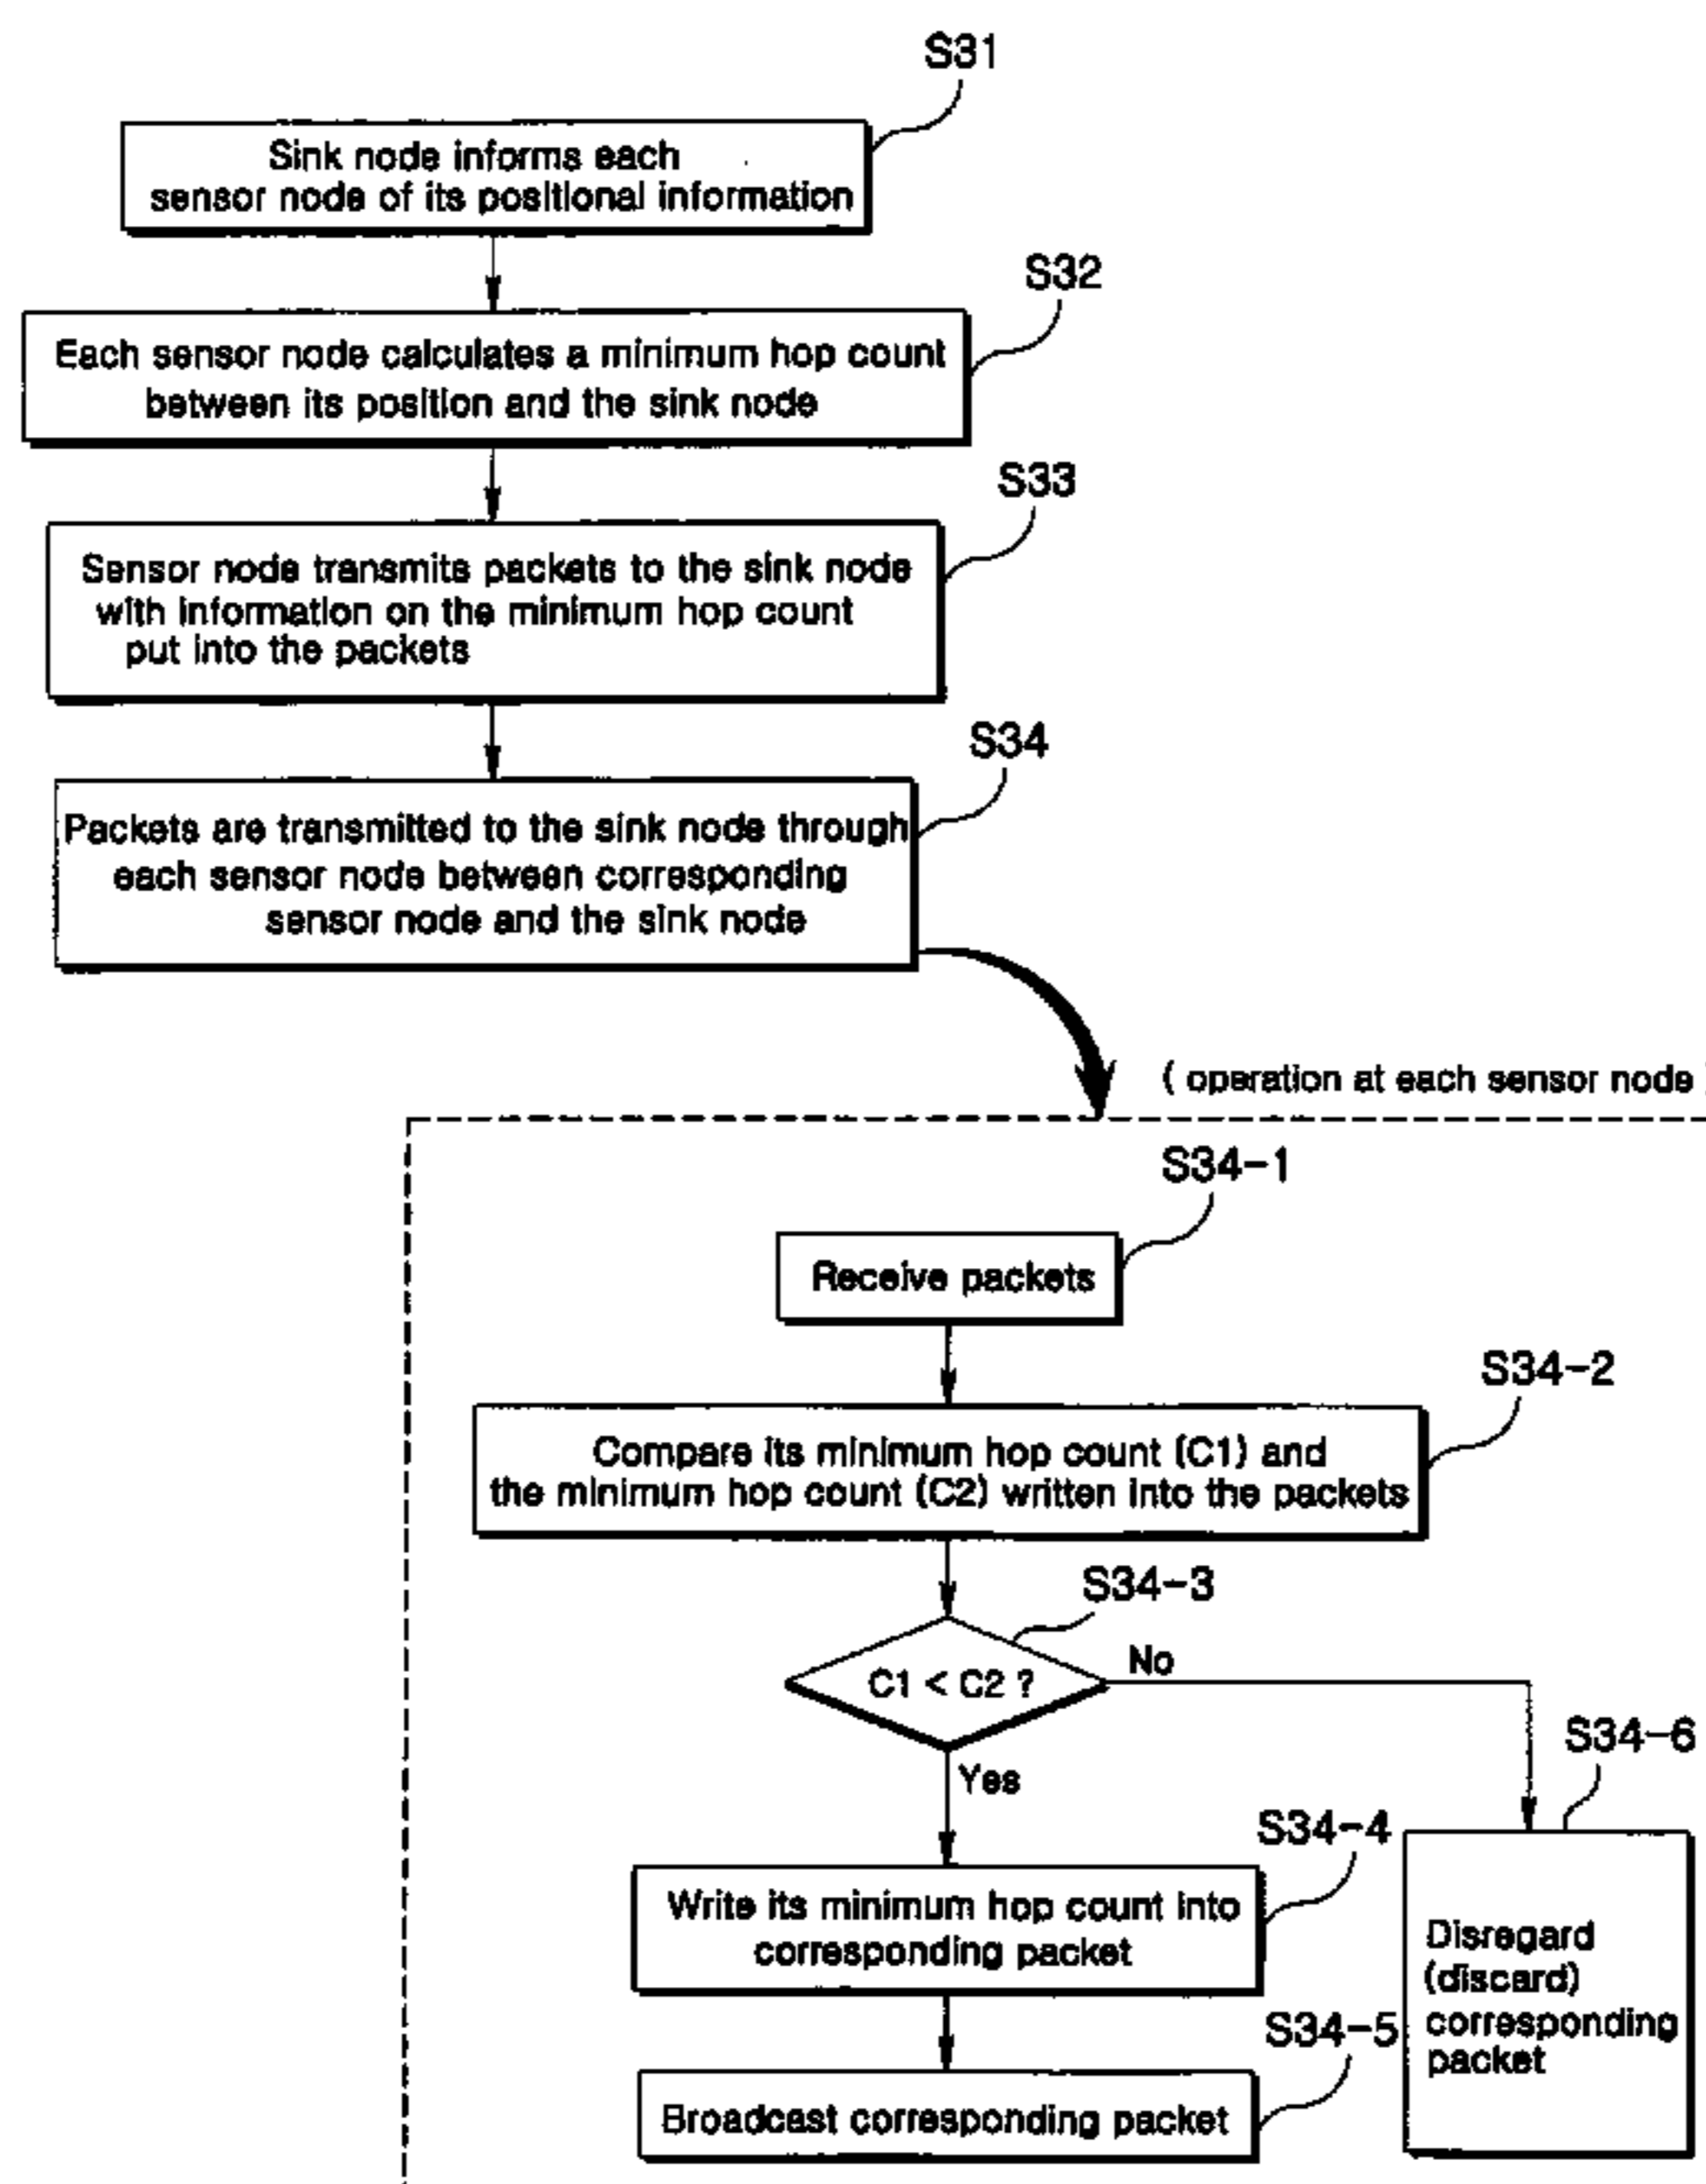 S31
Sink node informs each
sensor node of its positional information
S32
Each sensor node calculates a minimum hop count
between its position and the sink node
S33
Sensor node transmits packets to the sink node
with information on the minimum hop count
put into the packets
S34
Packets are transmitted to the sink node through
each sensor node between corresponding
sensor node and the sink node
( operation at each sensor node )
S34-1
Receive packets
S34-2
Compare its minimum hop count (C1) and
the minimum hop count (C2) written into the packets
S34-3
C1 < C2 ?
No
Yes
S34-6
S34-4
Write its minimum hop count into
corresponding packet
Disregard
(discard)
corresponding
packet
S34-5
Broadcast corresponding packet